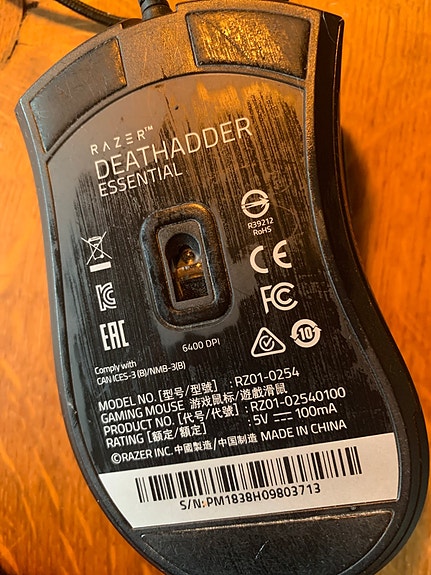 RAZER™
DEATHADDER
ESSENTIAL
R39212
RoHS
CE
FC
EAC
10
6400 DPI
Comply with
CAN ICES-3 (B)/NMB-3(B)
MODEL NO. [型号/型號] : RZ01-0254
GAMING MOUSE 游戏鼠标/遊戲滑鼠
PRODUCT NO. [代号/代號] : RZ01-02540100
RATING [额定/額定] : 5V ⎓ 100mA
©RAZER INC. 中國製造/中国制造 MADE IN CHINA
S/N:PM1838H09803713